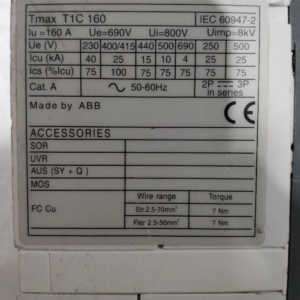 Tmax T1C 160 IEC 60947-2
Iu =160 A Ue=690V Ui=800V Uimp=8kV
Ue (V) 230 400/415 440 500 690 250 500
Icu (kA) 40 25 15 10 4 25 25
Ics (%Icu) 75 100 75 75 75 75 75
Cat. A ~ 50-60Hz 2P 3P
in series
Made by ABB CE
ACCESSORIES
SOR
UVR
AUS (SY + Q)
MOS
Wire range Torque
FC Cu Str.2.5-70mm² 7 Nm
Flex 2.5-50mm² 7 Nm